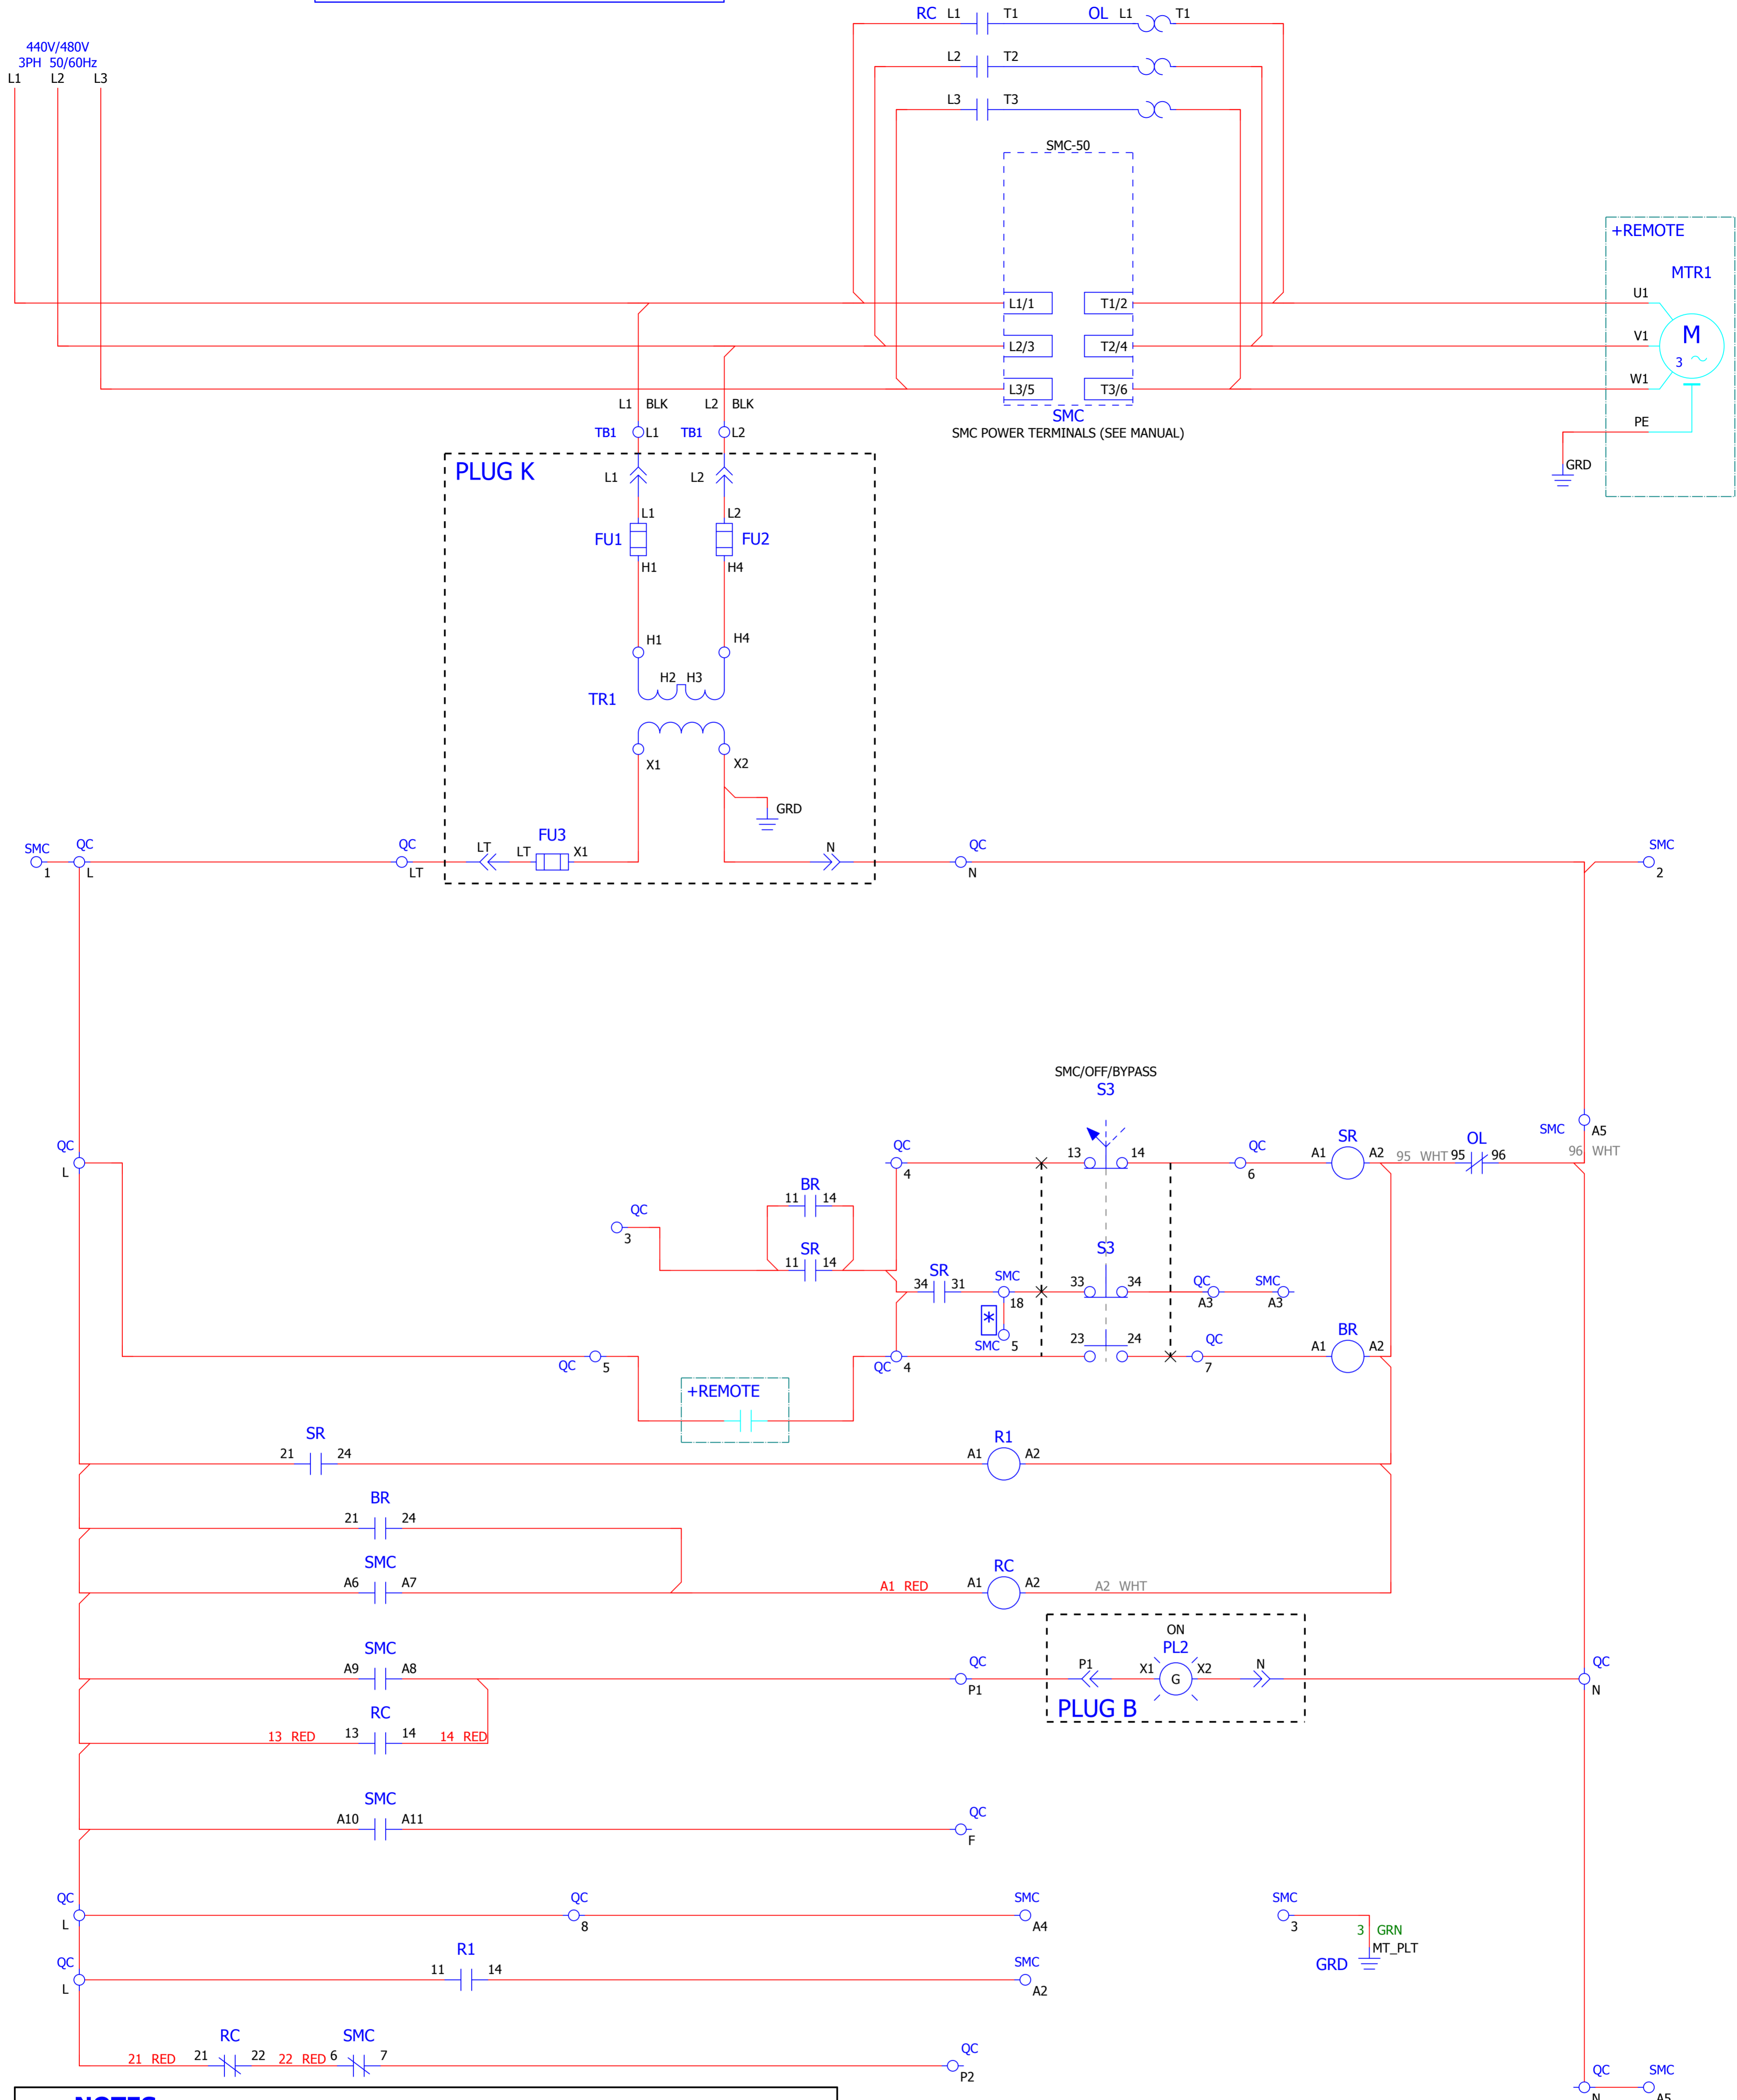 RC L1 T1 OL L1 T1
440V/480V
3PH 50/60Hz
L1 L2 L3
L2 T2
L3 T3
SMC-50
+REMOTE
MTR1
L1/1 T1/2 U1
L2/3 T2/4 V1 M
3
L3/5 T3/6 W1
L1 BLK L2 BLK
SMC
SMC POWER TERMINALS (SEE MANUAL)
PE
TB1 L1 TB1 L2
GRD
PLUG K
L1 L2
L1 L2
FU1 FU2
H1 H4
H1 H4
H2 H3
TR1
X1 X2
GRD
SMC QC QC FU3 QC SMC
LT LT X1 N
1 L LT N 2
SMC/OFF/BYPASS
S3
SMC A5
QC QC 13 14 QC SR OL
A1 A2 95 WHT 95 96 96 WHT
L 4 6
BR
11 14
QC
3
SR S3
11 14
SR SMC 33 34 QC SMC
34 31
18 A3 A3
*
SMC 5 23 24 QC BR
A1 A2
QC 5 QC 4 7
+REMOTE
SR R1
21 24 A1 A2
BR
21 24
SMC RC
A6 A7 A1 RED A1 A2 A2 WHT
ON
SMC PL2
A9 A8 QC P1 X1 G X2 N QC
P1 N
PLUG B
RC
13 RED 13 14 14 RED
SMC
A10 A11 QC
F
QC QC SMC SMC
L 8 A4 3
3 GRN
MT_PLT
GRD
R1
QC 11 14 SMC
L A2
RC SMC
21 RED 21 22 22 RED 6 7 QC
P2
QC SMC
N A5
NOTES